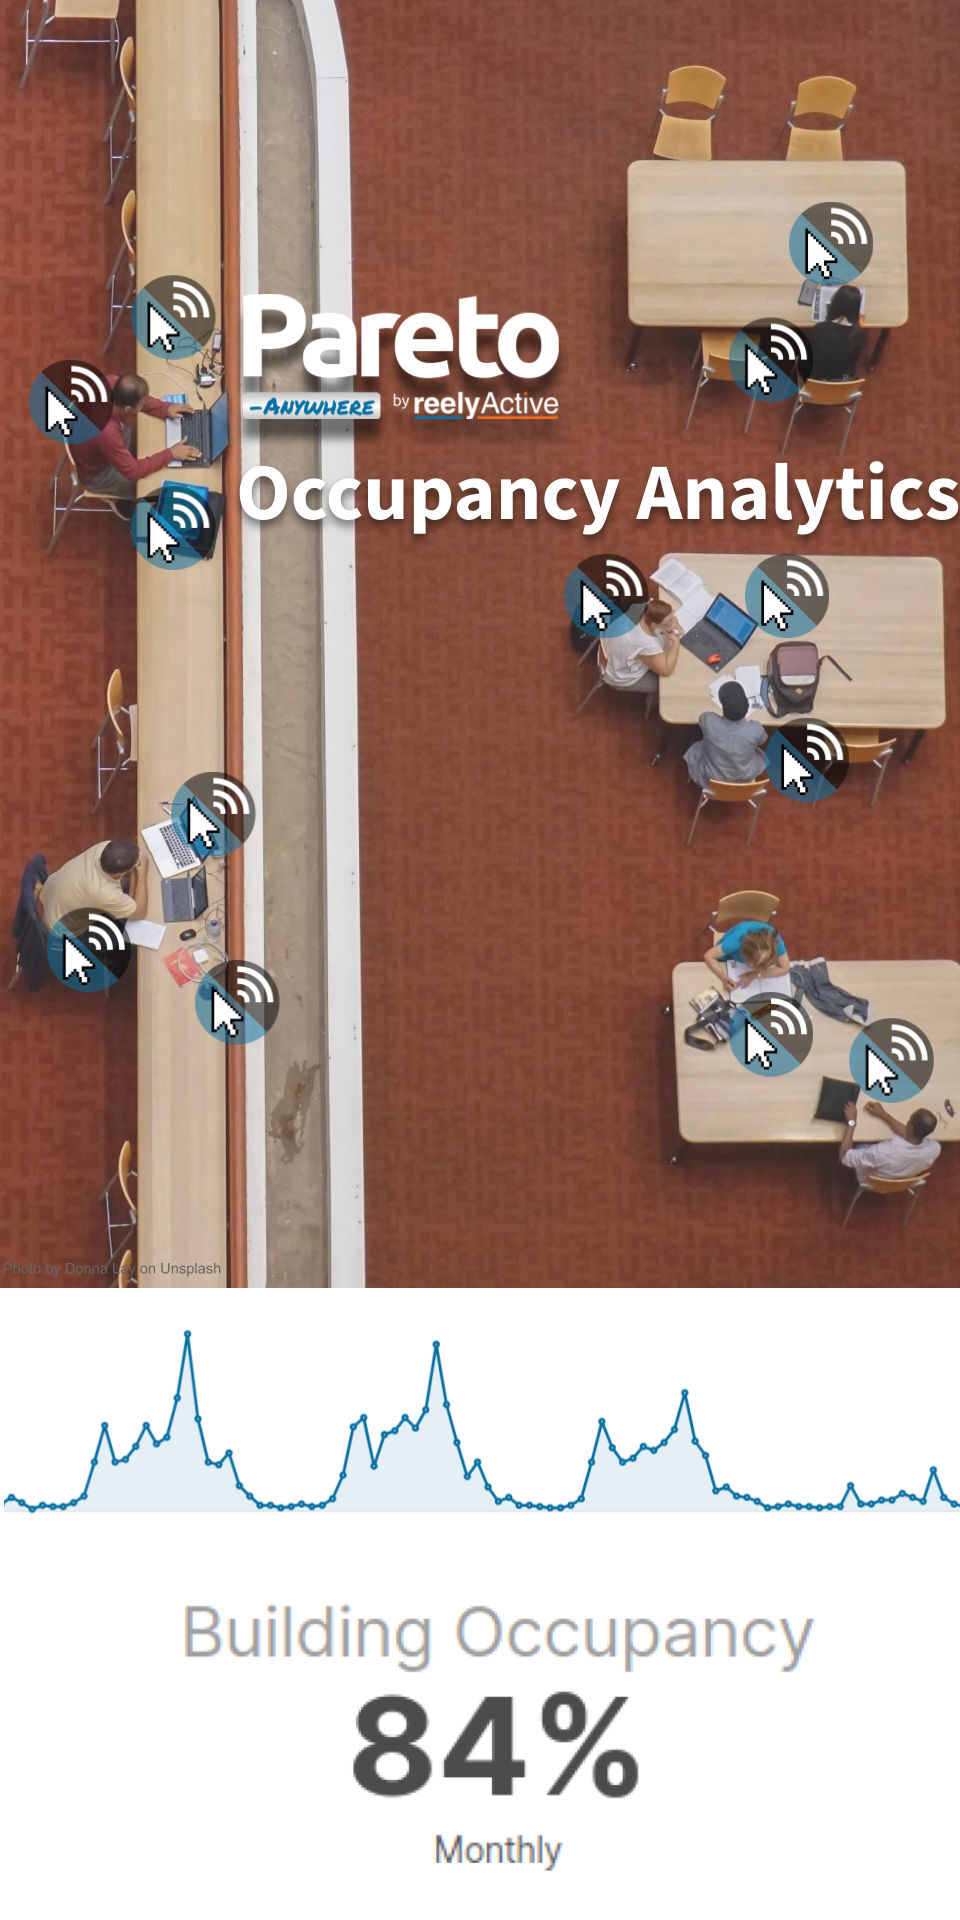 Pareto
-ANYWHERE by reelyActive
Occupancy Analytics
Photo by Donna Lay on Unsplash
Building Occupancy
84%
Monthly